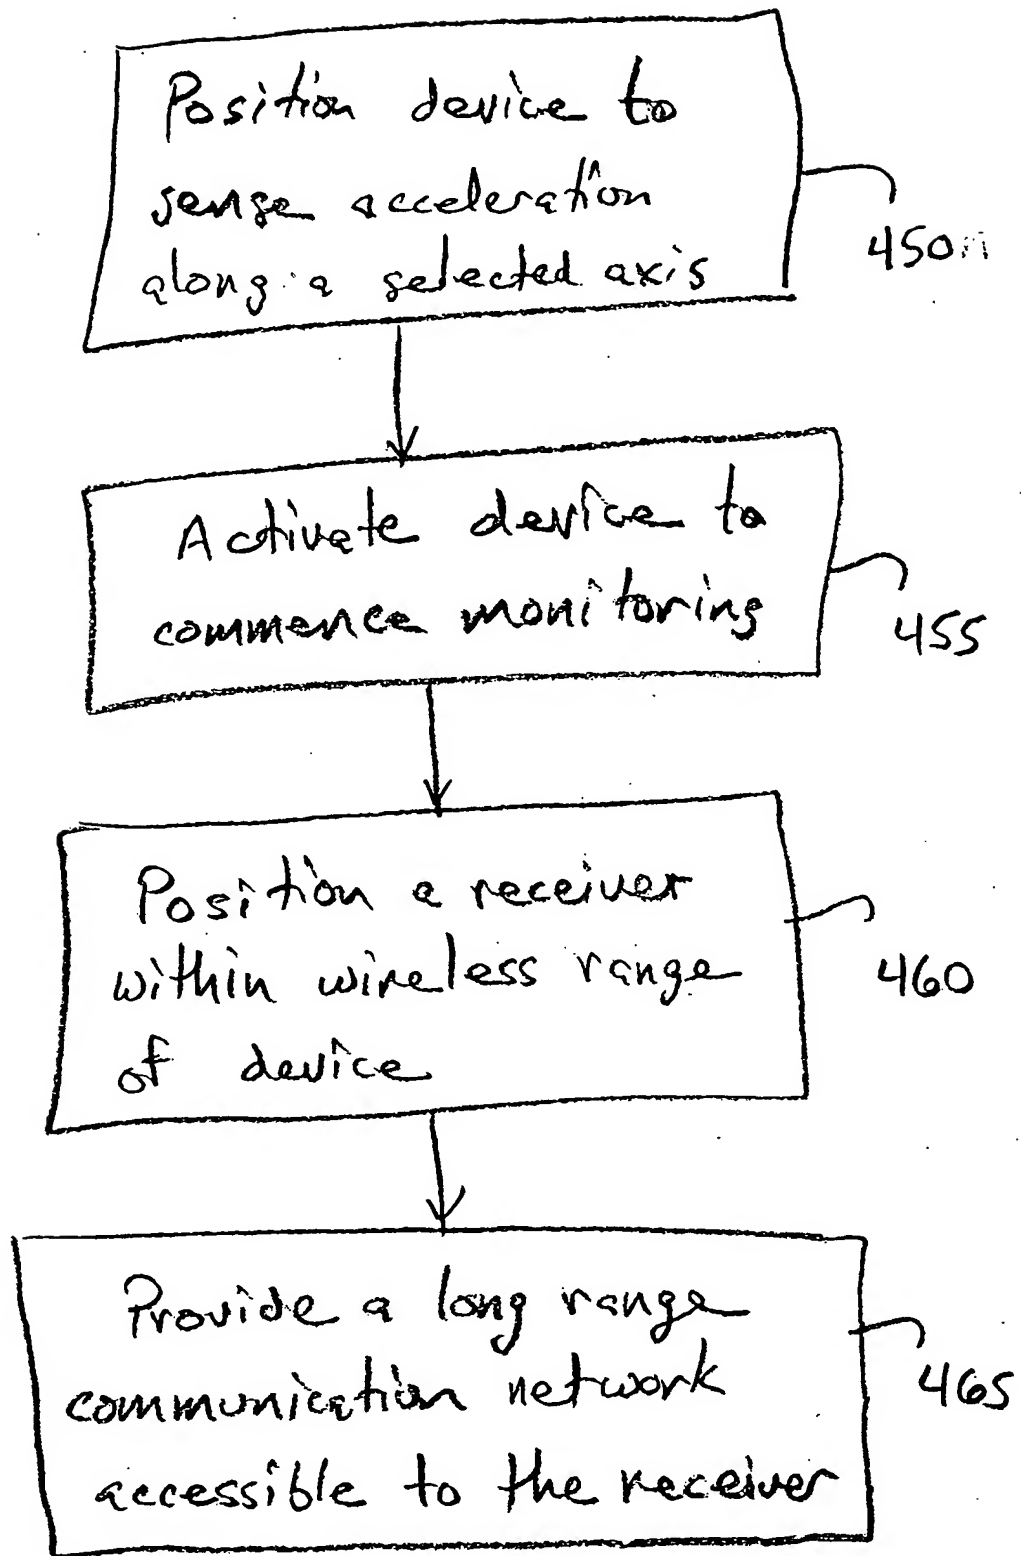 Position device to
sense acceleration
along a selected axis
450
Activate device to
commence monitoring
455
Position a receiver
within wireless range
of device
460
Provide a long range
communication network
accessible to the receiver
465